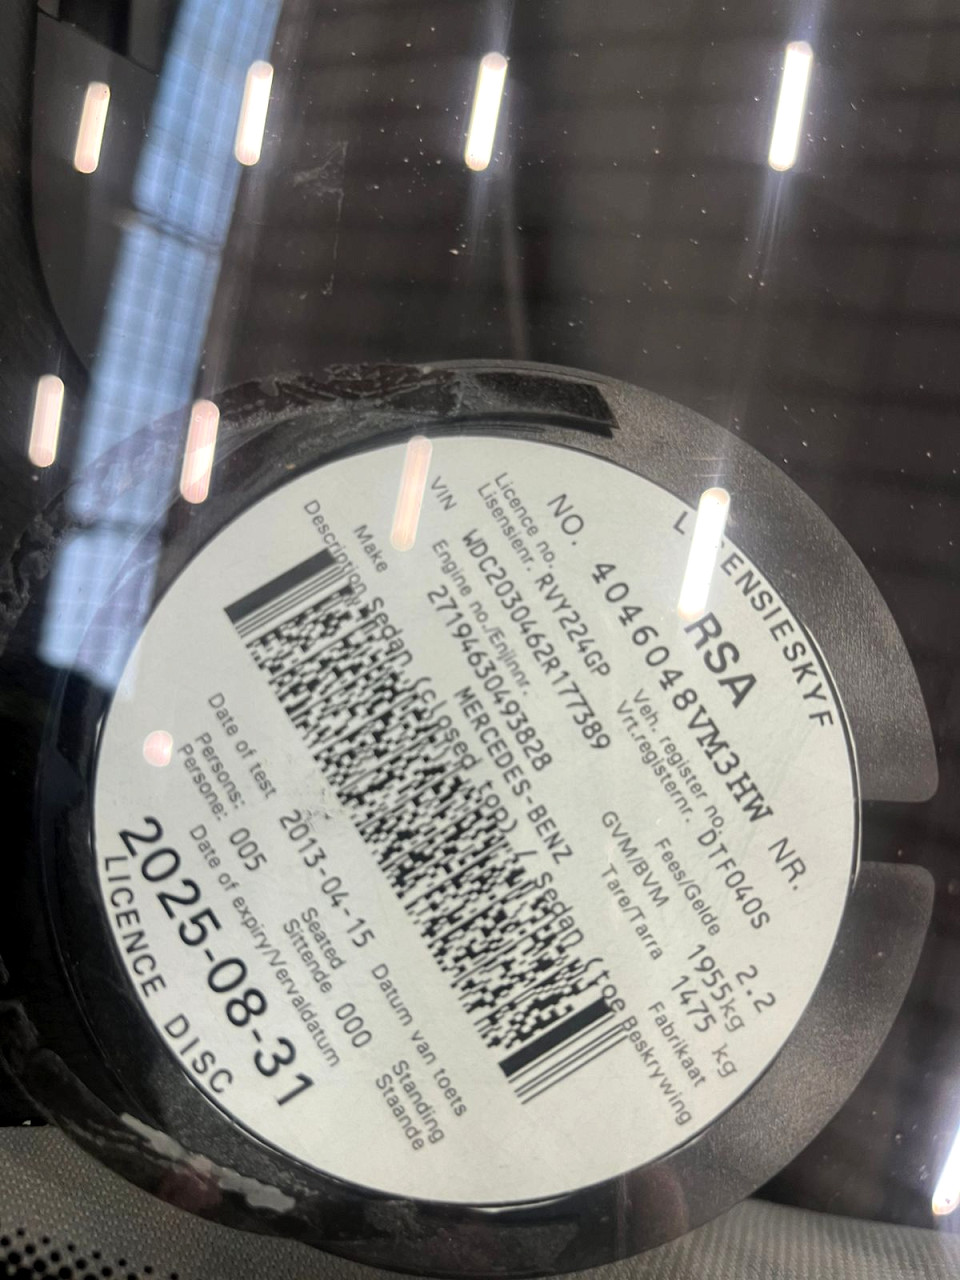 RSA
NO. 4046048VM3HW NR.
Licence no. Veh. register no. Fees/Gelde 2.2
Lisensienr. RVY224GP Vrt.registernr. DTF040S
VIN WDC2030462R177389 GVM/BVM 1955kg
Engine no./Enjinnr. Tare/Tarra 1475 kg
27194630493828
Make MERCEDES-BENZ Fabrikaat
Description Sedan (closed top) / Sedan (toe Beskrywing
Date of test 2013-04-15 Datum van toets
Persons: Seated Standing
Persone: 005 Sittende 000 Staande
Date of expiry/Vervaldatum
2025-08-31
LICENCE DISC